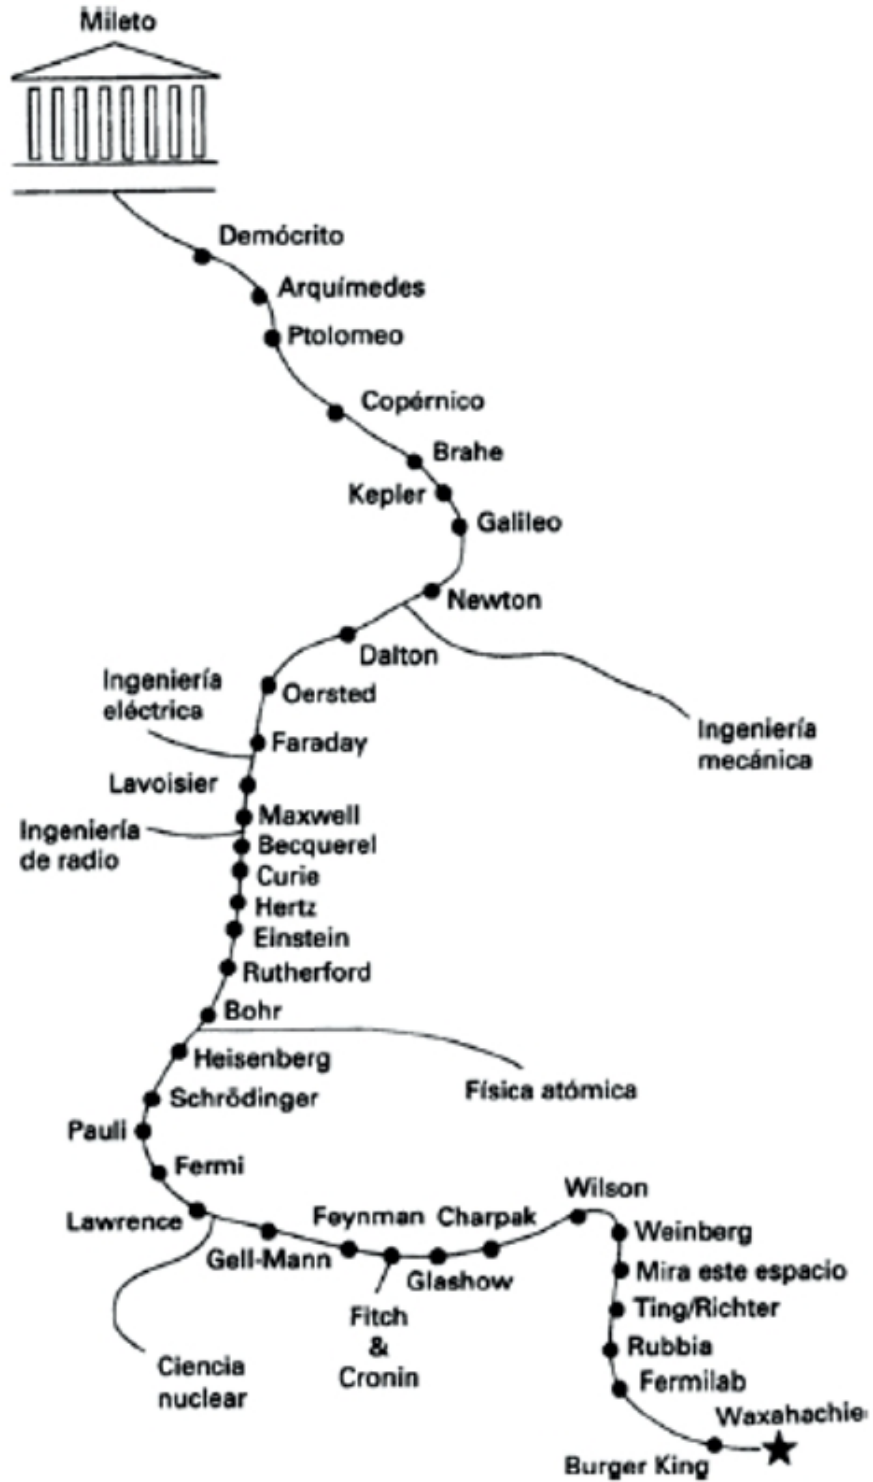 Mileto
Demócrito
Arquímedes
Ptolomeo
Copérnico
Brahe
Kepler
Galileo
Newton
Dalton
Ingeniería
mecánica
Oersted
Ingeniería
eléctrica
Faraday
Lavoisier
Maxwell
Ingeniería
de radio
Becquerel
Curie
Hertz
Einstein
Rutherford
Bohr
Heisenberg
Física atómica
Schrödinger
Pauli
Fermi
Lawrence
Ciencia
nuclear
Gell-Mann
Feynman
Fitch
&
Cronin
Glashow
Charpak
Wilson
Weinberg
Mira este espacio
Ting/Richter
Rubbia
Fermilab
Burger King
Waxahachie